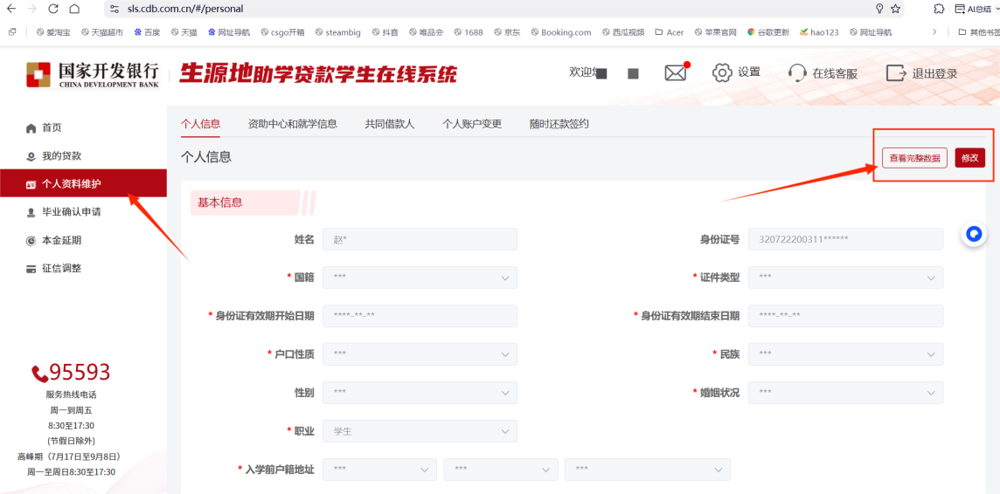 sls.cdb.com.cn/#/personal
AI总结
爱淘宝 天猫超市 百度 天猫 网址导航 csgo开箱 steambig 抖音 唯品会 1688 京东 Booking.com 西瓜视频 Acer 苹果官网 谷歌更新 hao123 网址导航 其他书签
国家开发银行
CHINA DEVELOPMENT BANK
生源地助学贷款学生在线系统
欢迎您 设置 在线客服 退出登录
首页
我的贷款
个人资料维护
毕业确认申请
本金延期
征信调整
95593
服务热线电话
周一到周五
8:30至17:30
(节假日除外)
高峰期（7月17日至9月8日）
周一至周日8:30至17:30
个人信息 资助中心和就学信息 共同借款人 个人账户变更 随时还款签约
个人信息 查看完整数据 修改
基本信息
姓名 赵* 身份证号 320722200311******
* 国籍 *** * 证件类型 ***
* 身份证有效期开始日期 ****-**-** * 身份证有效期结束日期 ****-**-**
* 户口性质 *** * 民族 ***
性别 *** * 婚姻状况 ***
* 职业 学生
* 入学前户籍地址 *** *** ***